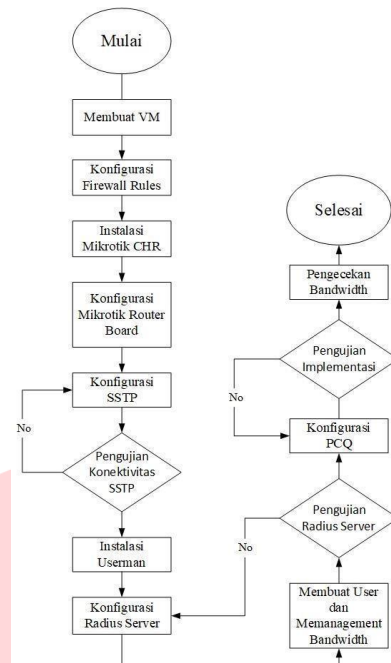 Mulai
Membuat VM
Konfigurasi
Firewall Rules
Instalasi
Mikrotik CHR
Konfigurasi
Mikrotik Router
Board
Konfigurasi
SSTP
No
Pengujian
Konektivitas
SSTP
Instalasi
Userman
Konfigurasi
Radius Server
Selesai
Pengecekan
Bandwidth
Pengujian
Implementasi
No
Konfigurasi
PCQ
Pengujian
Radius Server
No
Membuat User
dan
Memanagement
Bandwidth